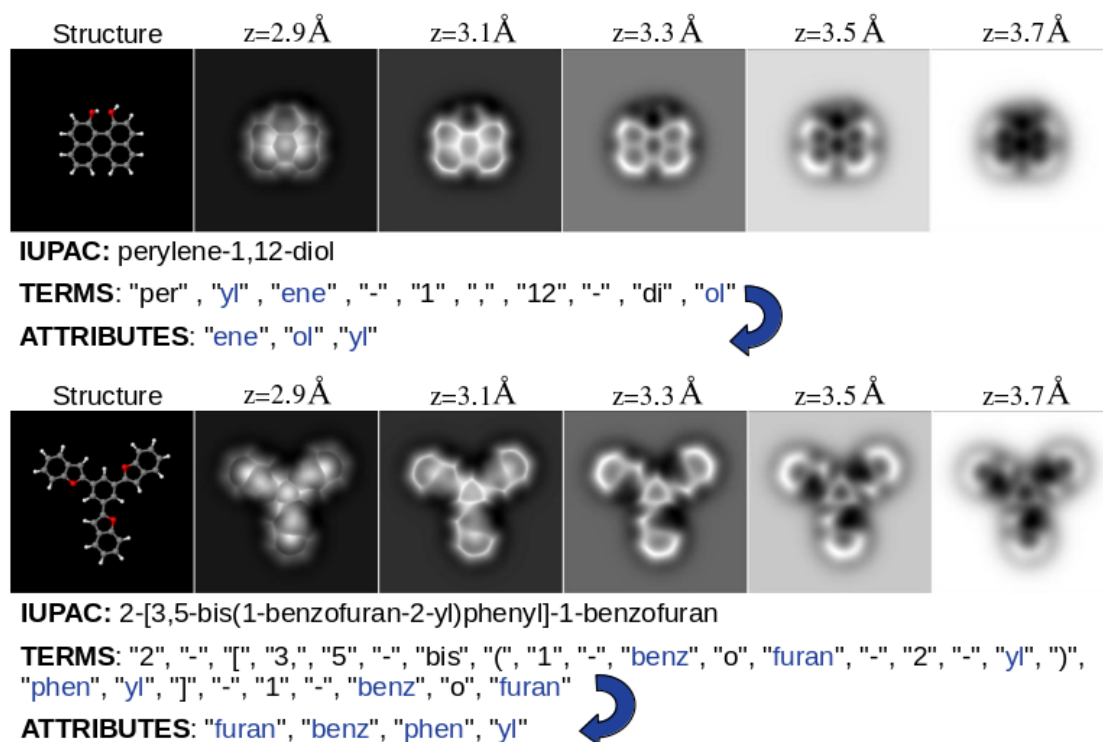 Structure z=2.9Å z=3.1Å z=3.3Å z=3.5Å z=3.7Å
IUPAC: perylene-1,12-diol
TERMS: "per" , "yl" , "ene" , "-" , "1" , "," , "12", "-" , "di" , "ol"
ATTRIBUTES: "ene", "ol" ,"yl"
Structure z=2.9Å z=3.1Å z=3.3Å z=3.5Å z=3.7Å
IUPAC: 2-[3,5-bis(1-benzofuran-2-yl)phenyl]-1-benzofuran
TERMS: "2", "-", "[", "3,", "5", "-", "bis", "(", "1", "-", "benz", "o", "furan", "-", "2", "-", "yl", ")",
"phen", "yl", "]", "-", "1", "-", "benz", "o", "furan"
ATTRIBUTES: "furan", "benz", "phen", "yl"